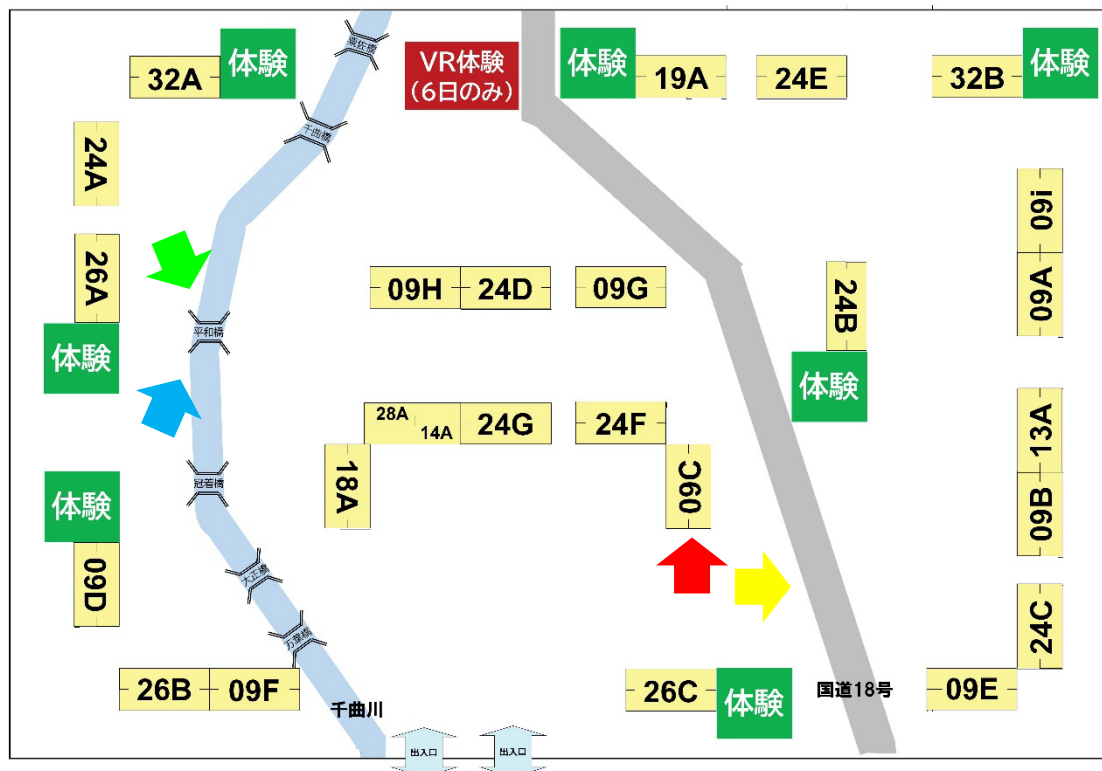 粟佐橋
32A
体験
VR体験
(6日のみ)
体験
19A
24E
32B
体験
千曲橋
24A
26A
体験
平和橋
09H
24D
09G
24B
体験
09i
09A
28A
14A
24G
24F
18A
09C
13A
09B
冠着橋
体験
09D
大正橋
万葉橋
26B
09F
千曲川
26C
体験
国道18号
09E
24C
出入口
出入口